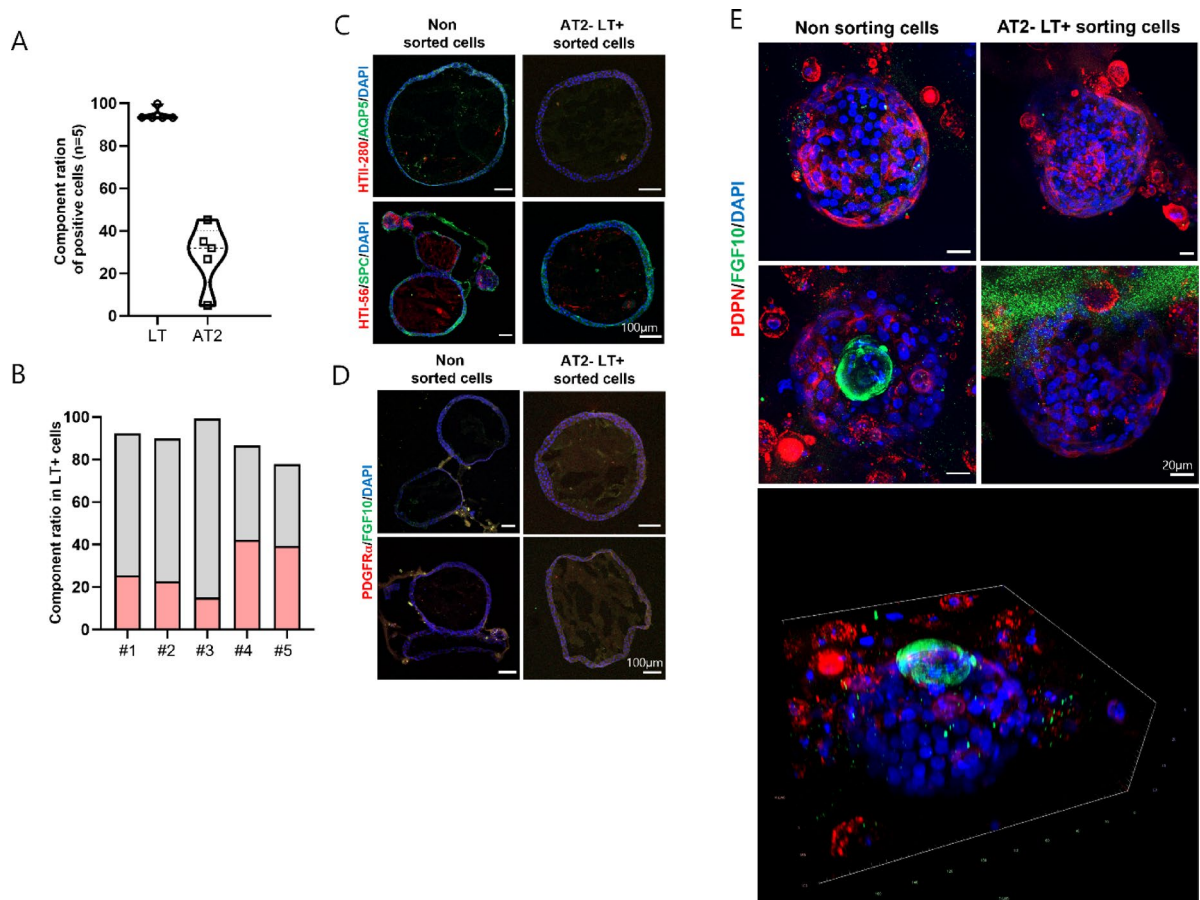 A
Component ration
of positive cells (n=5)
100
80
60
40
20
0
LT AT2
B
Component ratio in LT+ cells
100
80
60
40
20
0
#1 #2 #3 #4 #5
C
Non
sorted cells
AT2- LT+
sorted cells
HTII-280/AQP5/DAPI
HTI-56/SPC/DAPI
100μm
D
Non
sorted cells
AT2- LT+
sorted cells
PDGFRα/FGF10/DAPI
100μm
E
Non sorting cells
AT2- LT+ sorting cells
PDPN/FGF10/DAPI
20μm